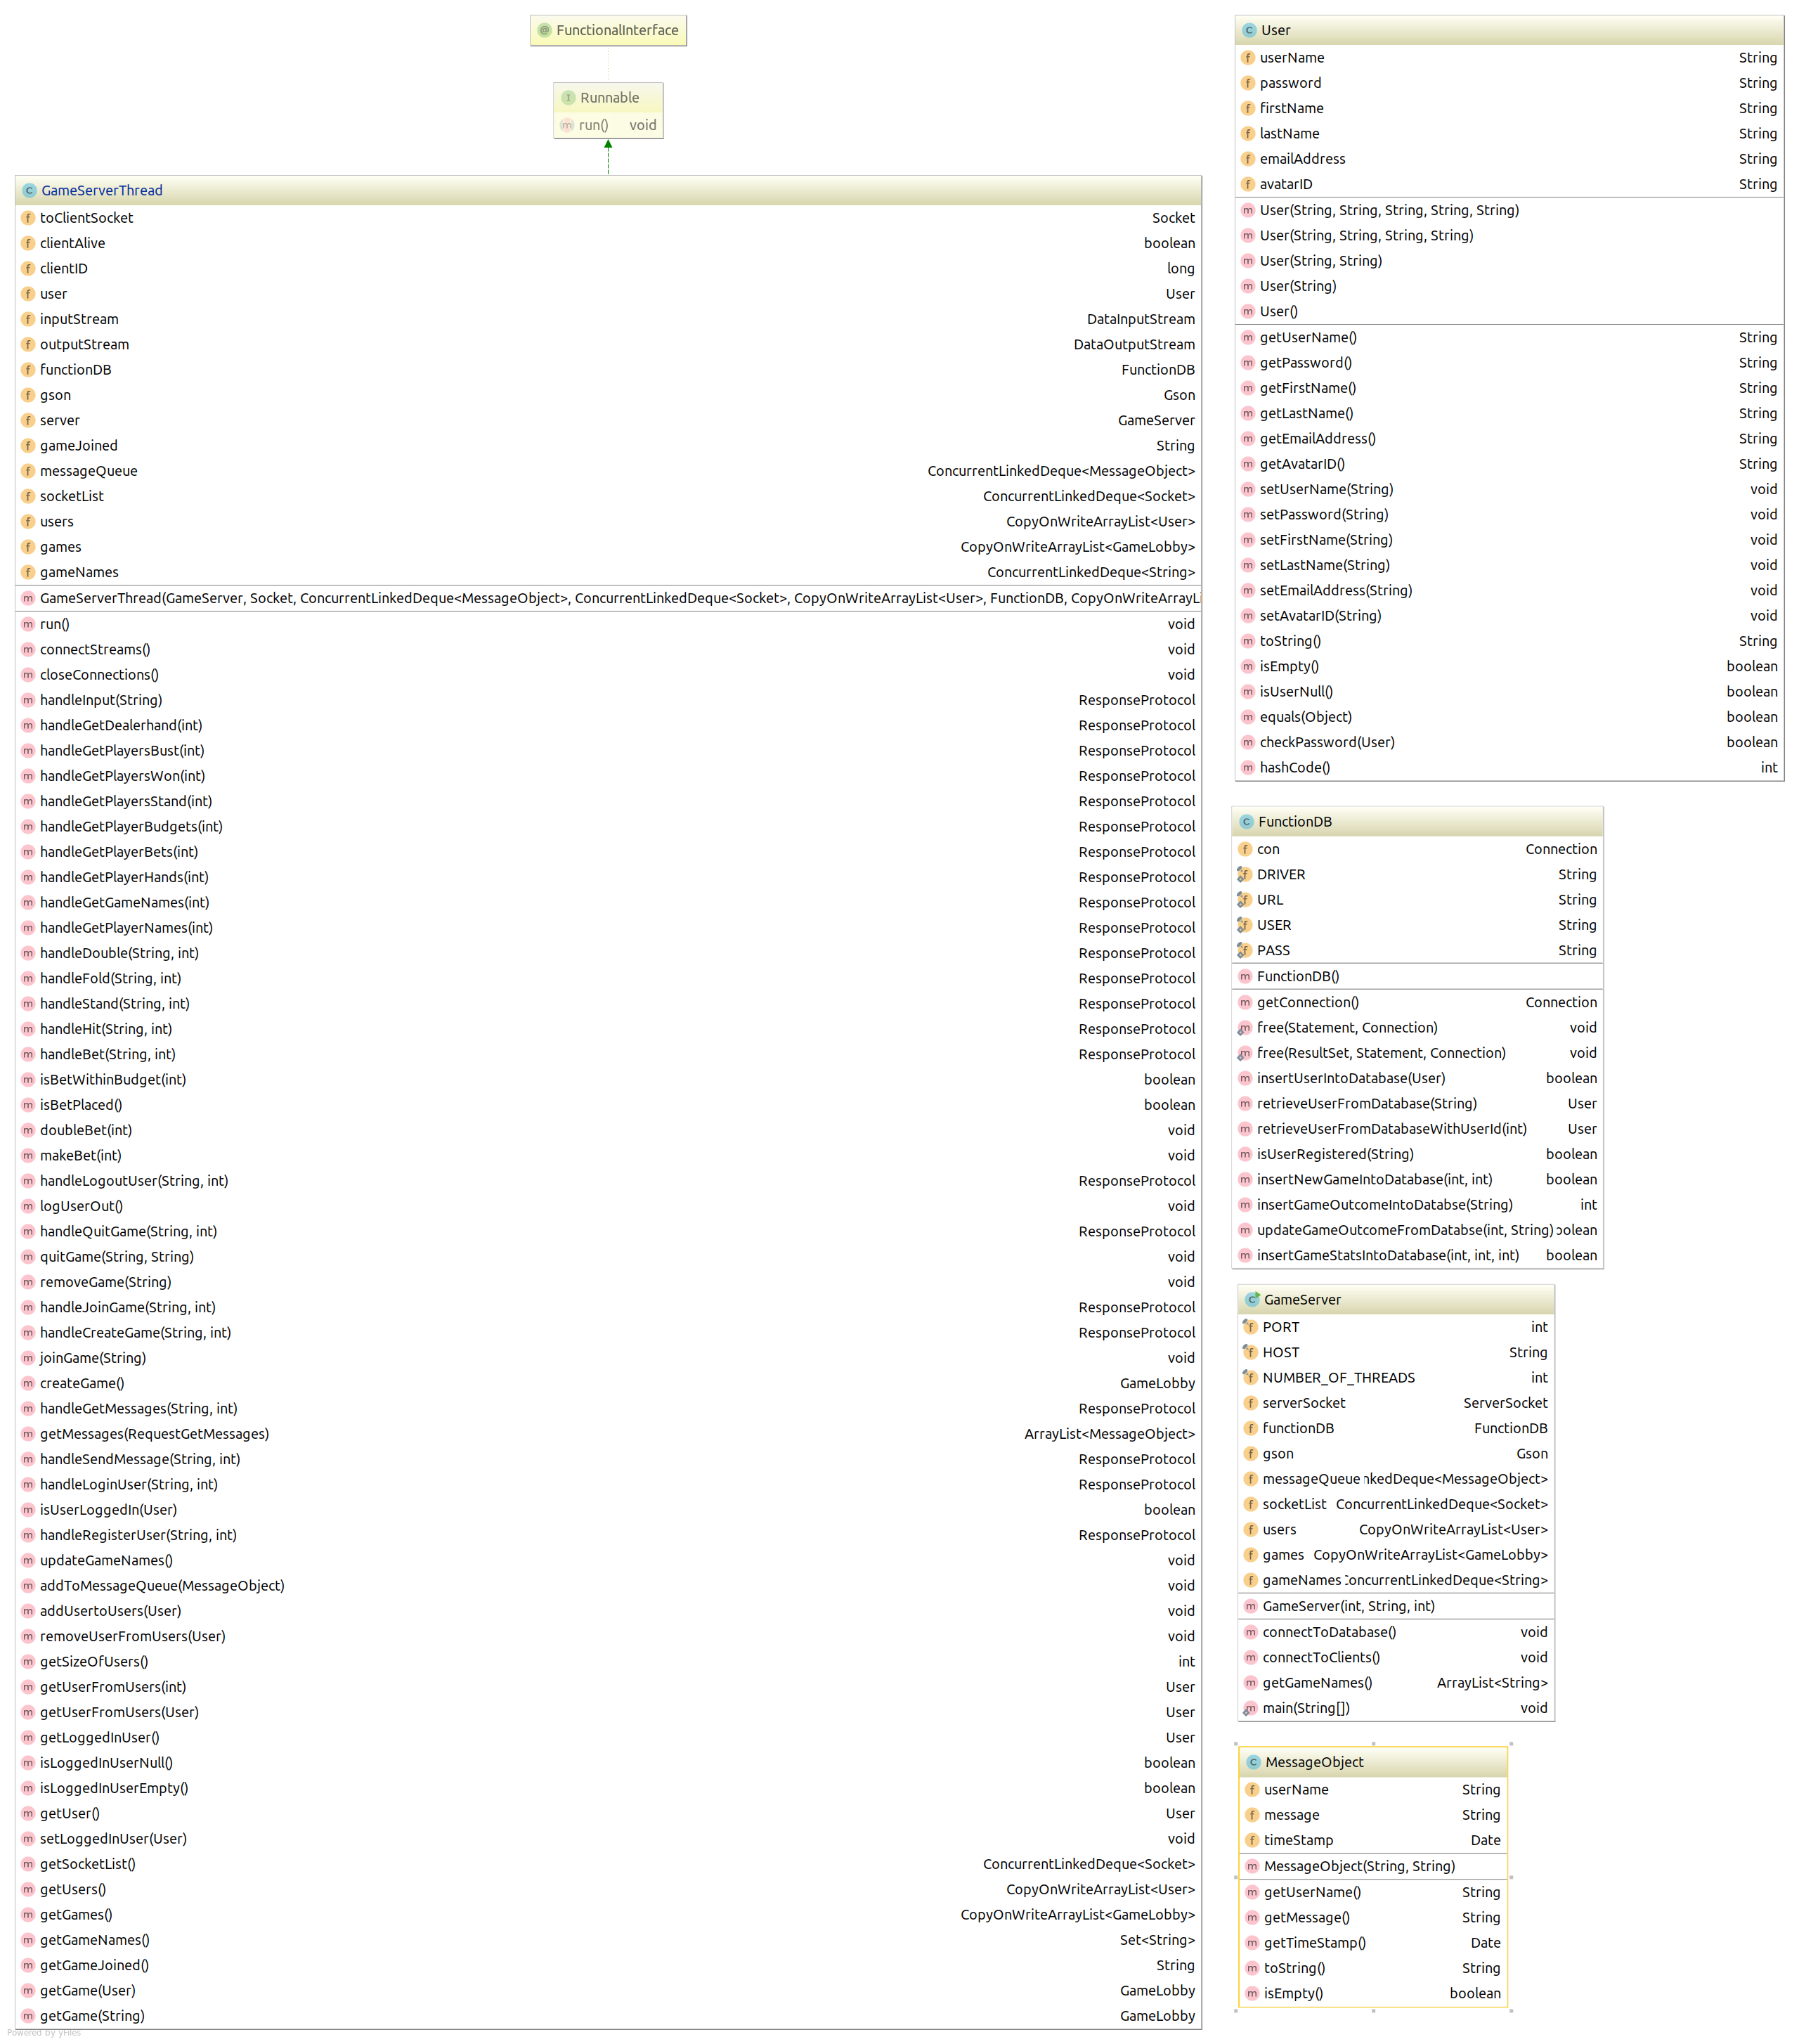 FunctionalInterface
Runnable
run() void
GameServerThread
toClientSocket Socket
clientAlive boolean
clientID long
user User
inputStream DataInputStream
outputStream DataOutputStream
functionDB FunctionDB
gson Gson
server GameServer
gameJoined String
messageQueue ConcurrentLinkedDeque<MessageObject>
socketList ConcurrentLinkedDeque<Socket>
users CopyOnWriteArrayList<User>
games CopyOnWriteArrayList<GameLobby>
gameNames ConcurrentLinkedDeque<String>
GameServerThread(GameServer, Socket, ConcurrentLinkedDeque<MessageObject>, ConcurrentLinkedDeque<Socket>, CopyOnWriteArrayList<User>, FunctionDB, CopyOnWriteArrayLi
run() void
connectStreams() void
closeConnections() void
handleInput(String) ResponseProtocol
handleGetDealerhand(int) ResponseProtocol
handleGetPlayersBust(int) ResponseProtocol
handleGetPlayersWon(int) ResponseProtocol
handleGetPlayersStand(int) ResponseProtocol
handleGetPlayerBudgets(int) ResponseProtocol
handleGetPlayerBets(int) ResponseProtocol
handleGetPlayerHands(int) ResponseProtocol
handleGetGameNames(int) ResponseProtocol
handleGetPlayerNames(int) ResponseProtocol
handleDouble(String, int) ResponseProtocol
handleFold(String, int) ResponseProtocol
handleStand(String, int) ResponseProtocol
handleHit(String, int) ResponseProtocol
handleBet(String, int) ResponseProtocol
isBetWithinBudget(int) boolean
isBetPlaced() boolean
doubleBet(int) void
makeBet(int) void
handleLogoutUser(String, int) ResponseProtocol
logUserOut() void
handleQuitGame(String, int) ResponseProtocol
quitGame(String, String) void
removeGame(String) void
handleJoinGame(String, int) ResponseProtocol
handleCreateGame(String, int) ResponseProtocol
joinGame(String) void
createGame() GameLobby
handleGetMessages(String, int) ResponseProtocol
getMessages(RequestGetMessages) ArrayList<MessageObject>
handleSendMessage(String, int) ResponseProtocol
handleLoginUser(String, int) ResponseProtocol
isUserLoggedIn(User) boolean
handleRegisterUser(String, int) ResponseProtocol
updateGameNames() void
addToMessageQueue(MessageObject) void
addUsertoUsers(User) void
removeUserFromUsers(User) void
getSizeOfUsers() int
getUserFromUsers(int) User
getUserFromUsers(User) User
getLoggedInUser() User
isLoggedInUserNull() boolean
isLoggedInUserEmpty() boolean
getUser() User
setLoggedInUser(User) void
getSocketList() ConcurrentLinkedDeque<Socket>
getUsers() CopyOnWriteArrayList<User>
getGames() CopyOnWriteArrayList<GameLobby>
getGameNames() Set<String>
getGameJoined() String
getGame(User) GameLobby
getGame(String) GameLobby
Powered by yFiles
User
userName String
password String
firstName String
lastName String
emailAddress String
avatarID String
User(String, String, String, String, String)
User(String, String, String, String)
User(String, String)
User(String)
User()
getUserName() String
getPassword() String
getFirstName() String
getLastName() String
getEmailAddress() String
getAvatarID() String
setUserName(String) void
setPassword(String) void
setFirstName(String) void
setLastName(String) void
setEmailAddress(String) void
setAvatarID(String) void
toString() String
isEmpty() boolean
isUserNull() boolean
equals(Object) boolean
checkPassword(User) boolean
hashCode() int
FunctionDB
con Connection
DRIVER String
URL String
USER String
PASS String
FunctionDB()
getConnection() Connection
free(Statement, Connection) void
free(ResultSet, Statement, Connection) void
insertUserIntoDatabase(User) boolean
retrieveUserFromDatabase(String) User
retrieveUserFromDatabaseWithUserId(int) User
isUserRegistered(String) boolean
insertNewGameIntoDatabase(int, int) boolean
insertGameOutcomeIntoDatabse(String) int
updateGameOutcomeFromDatabse(int, String) oolean
insertGameStatsIntoDatabase(int, int, int) boolean
GameServer
PORT int
HOST String
NUMBER_OF_THREADS int
serverSocket ServerSocket
functionDB FunctionDB
gson Gson
messageQueue nkedDeque<MessageObject>
socketList ConcurrentLinkedDeque<Socket>
users CopyOnWriteArrayList<User>
games CopyOnWriteArrayList<GameLobby>
gameNames oncurrentLinkedDeque<String>
GameServer(int, String, int)
connectToDatabase() void
connectToClients() void
getGameNames() ArrayList<String>
main(String[]) void
MessageObject
userName String
message String
timeStamp Date
MessageObject(String, String)
getUserName() String
getMessage() String
getTimeStamp() Date
toString() String
isEmpty() boolean